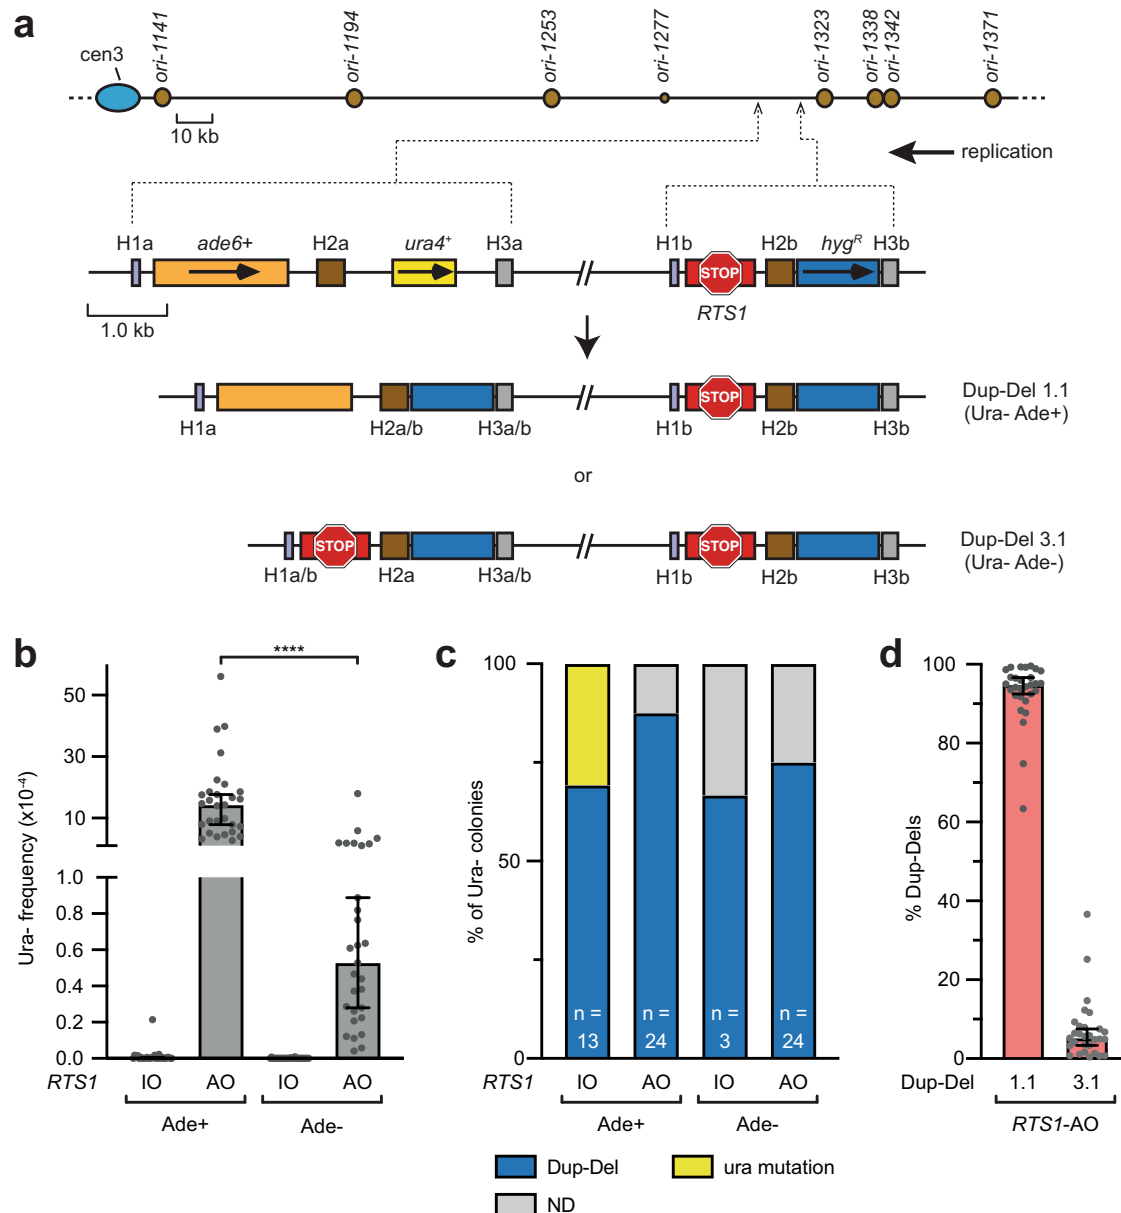 a
cen3
ori-1141
ori-1194
ori-1253
ori-1277
ori-1323
ori-1338
ori-1342
ori-1371
10 kb
replication
H1a ade6+ H2a ura4+ H3a H1b H2b hygR H3b
STOP
RTS1
1.0 kb
STOP
H1a H2a/b H3a/b H1b H2b H3b
Dup-Del 1.1
(Ura- Ade+)
or
STOP STOP
H1a/b H2a H3a/b H1b H2b H3b
Dup-Del 3.1
(Ura- Ade-)
b
Ura- frequency (x10-4)
50
30
10
1.0
0.8
0.6
0.4
0.2
0.0
****
RTS1 IO AO IO AO
Ade+ Ade-
c
% of Ura- colonies
100
50
0
n = 13
n = 24
n = 3
n = 24
RTS1 IO AO IO AO
Ade+ Ade-
Dup-Del
ura mutation
ND
d
% Dup-Dels
100
80
60
40
20
0
Dup-Del 1.1 3.1
RTS1-AO